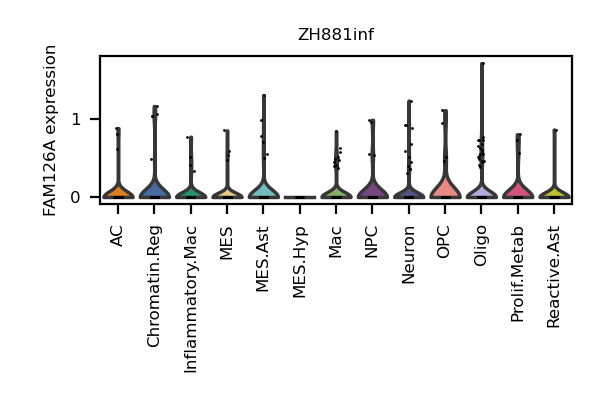 ZH881inf
FAM126A expression
1
0
AC
Chromatin.Reg
Inflammatory.Mac
MES
MES.Ast
MES.Hyp
Mac
NPC
Neuron
OPC
Oligo
Prolif.Metab
Reactive.Ast